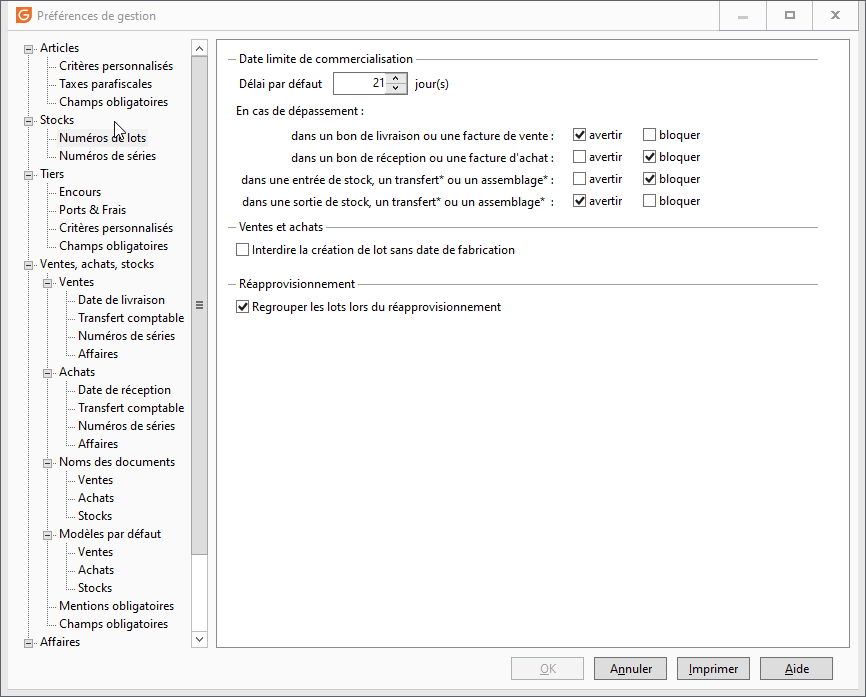 Préférences de gestion
Articles
Critères personnalisés
Taxes parafiscales
Champs obligatoires
Stocks
Numéros de lots
Numéros de séries
Tiers
Encours
Ports & Frais
Critères personnalisés
Champs obligatoires
Ventes, achats, stocks
Ventes
Date de livraison
Transfert comptable
Numéros de séries
Affaires
Achats
Date de réception
Transfert comptable
Numéros de séries
Affaires
Noms des documents
Ventes
Achats
Stocks
Modèles par défaut
Ventes
Achats
Stocks
Mentions obligatoires
Champs obligatoires
Affaires
Date limite de commercialisation
Délai par défaut 21 jour(s)
En cas de dépassement :
dans un bon de livraison ou une facture de vente : avertir bloquer
dans un bon de réception ou une facture d'achat : avertir bloquer
dans une entrée de stock, un transfert* ou un assemblage* : avertir bloquer
dans une sortie de stock, un transfert* ou un assemblage* : avertir bloquer
Ventes et achats
Interdire la création de lot sans date de fabrication
Réapprovisionnement
Regrouper les lots lors du réapprovisionnement
OK Annuler Imprimer Aide